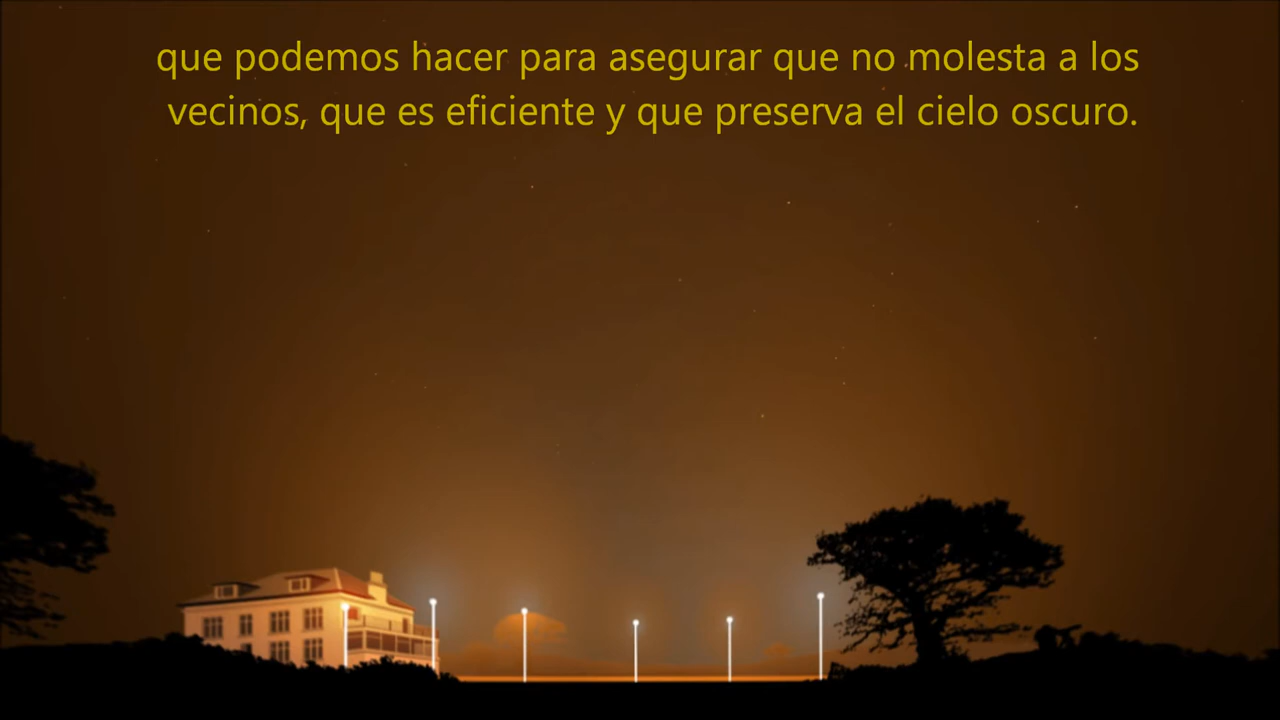 que podemos hacer para asegurar que no molesta a los
vecinos, que es eficiente y que preserva el cielo oscuro.